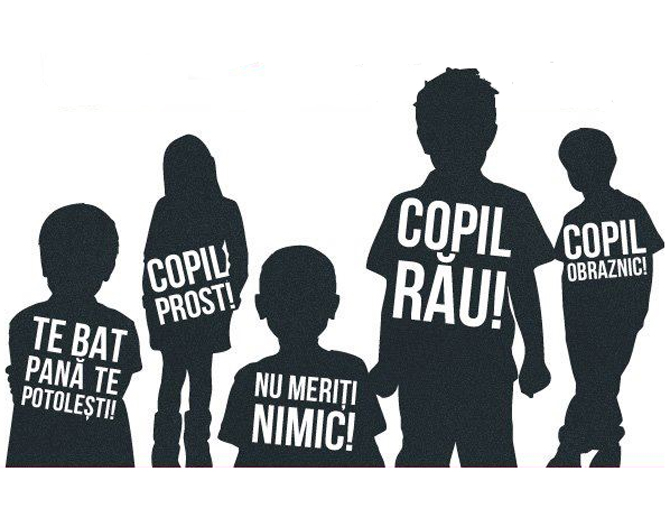 TE BAT
PANĂ TE
POTOLEȘTI!
COPIL
PROST!
NU MERIȚI
NIMIC!
COPIL
RĂU!
COPIL
OBRAZNIC!